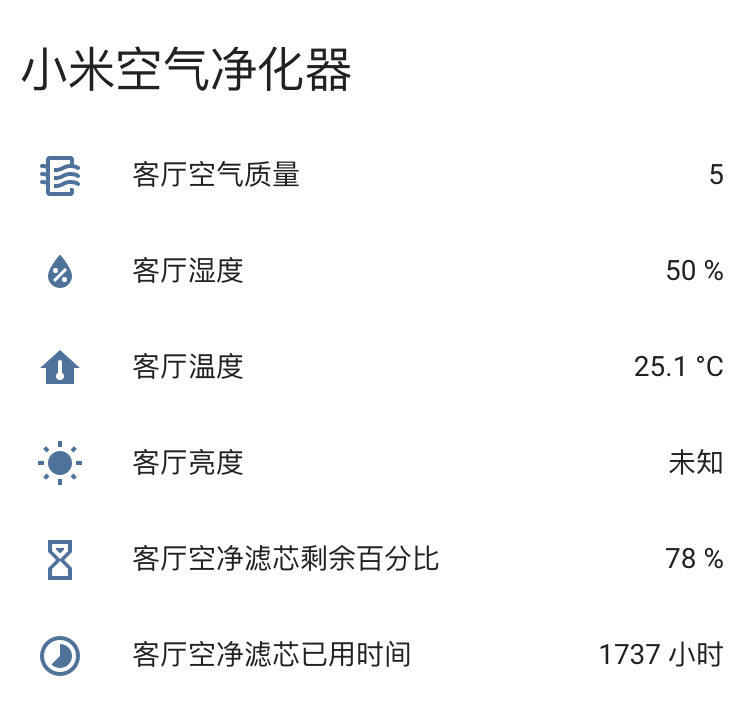 小米空气净化器
客厅空气质量 5
客厅湿度 50 %
客厅温度 25.1 °C
客厅亮度 未知
客厅空净滤芯剩余百分比 78 %
客厅空净滤芯已用时间 1737 小时